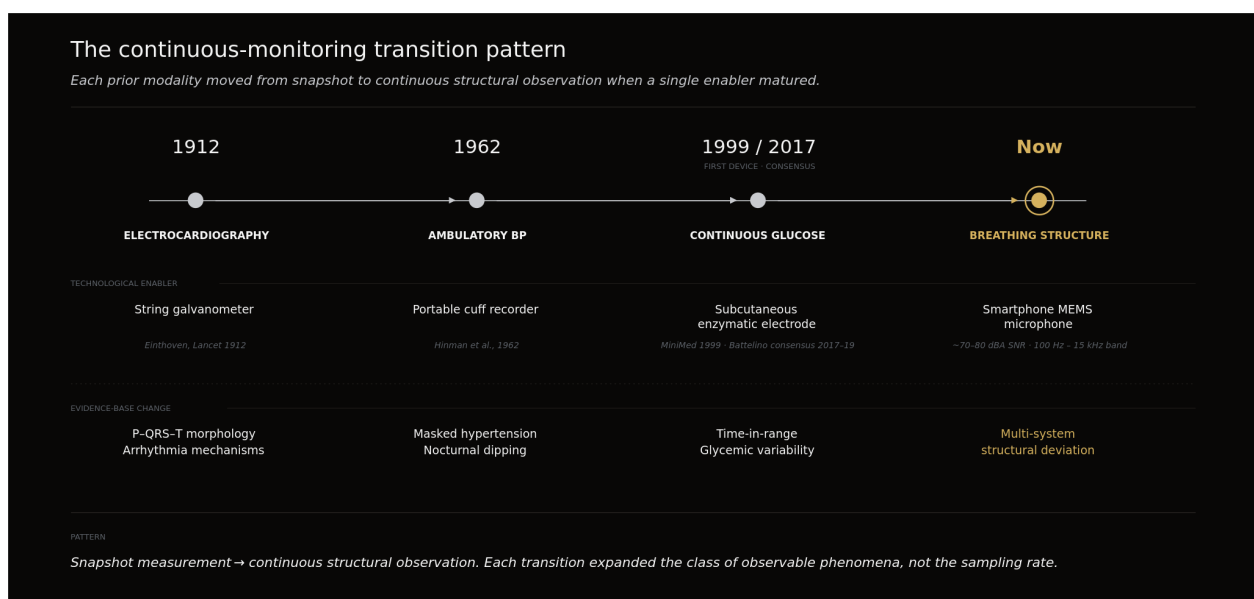 The continuous-monitoring transition pattern
Each prior modality moved from snapshot to continuous structural observation when a single enabler matured.
1912
1962
1999 / 2017
Now
FIRST DEVICE · CONSENSUS
ELECTROCARDIOGRAPHY
AMBULATORY BP
CONTINUOUS GLUCOSE
BREATHING STRUCTURE
TECHNOLOGICAL ENABLER
String galvanometer
Portable cuff recorder
Subcutaneous
enzymatic electrode
Smartphone MEMS
microphone
Einthoven, Lancet 1912
Hinman et al., 1962
MiniMed 1999 · Battelino consensus 2017–19
~70–80 dBA SNR · 100 Hz – 15 kHz band
EVIDENCE-BASE CHANGE
P–QRS–T morphology
Arrhythmia mechanisms
Masked hypertension
Nocturnal dipping
Time-in-range
Glycemic variability
Multi-system
structural deviation
PATTERN
Snapshot measurement → continuous structural observation. Each transition expanded the class of observable phenomena, not the sampling rate.